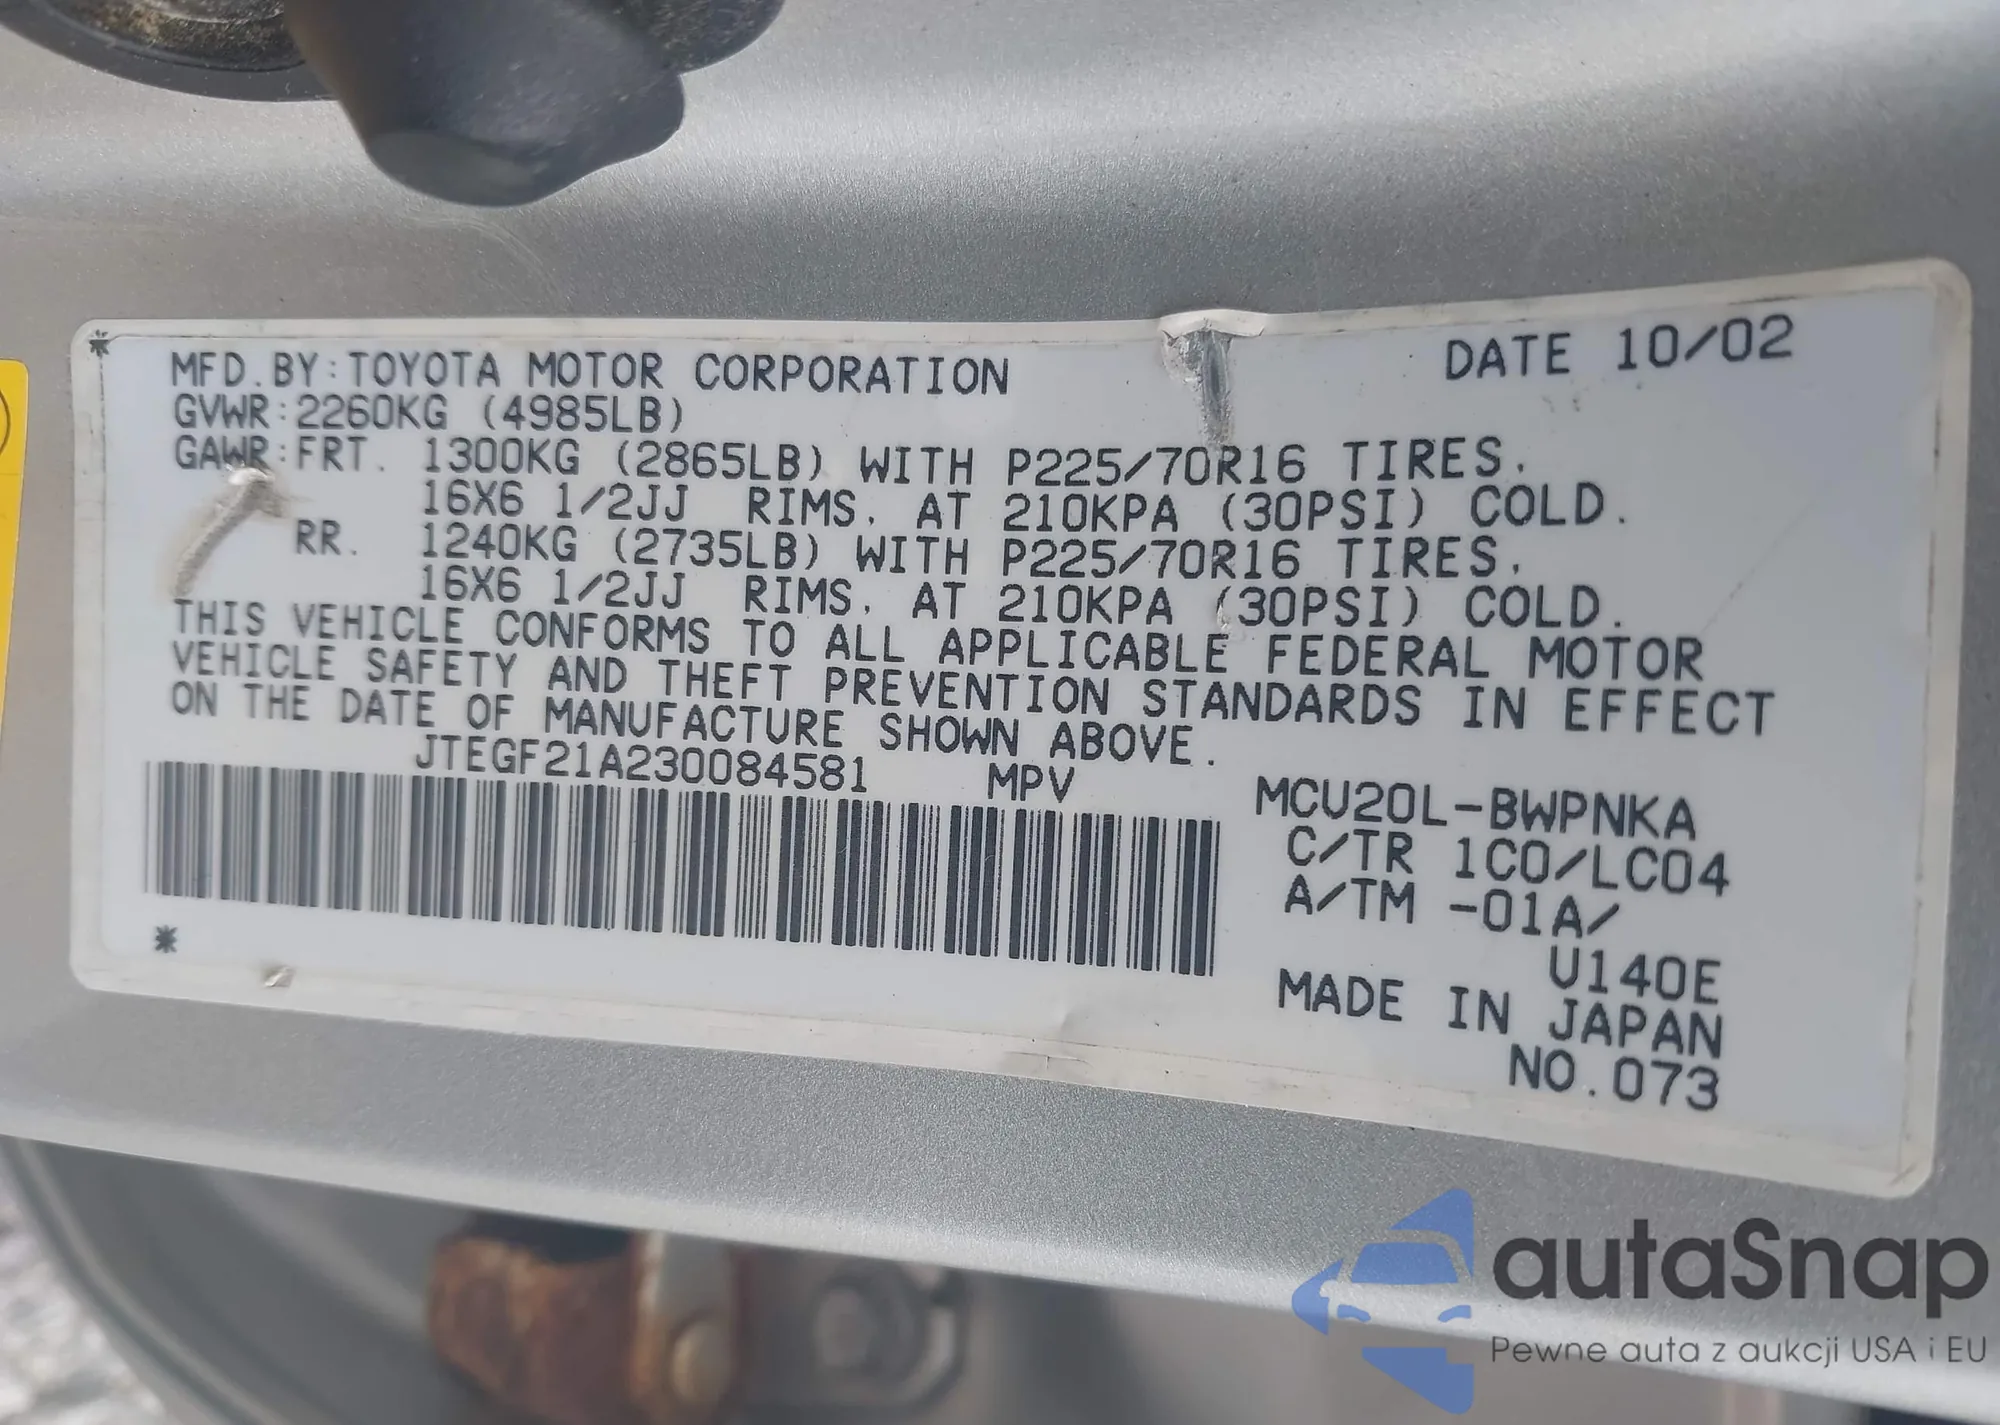 MFD.BY:TOYOTA MOTOR CORPORATION DATE 10/02
GVWR:2260KG (4985LB)
GAWR:FRT. 1300KG (2865LB) WITH P225/70R16 TIRES.
16X6 1/2JJ RIMS. AT 210KPA (30PSI) COLD.
RR. 1240KG (2735LB) WITH P225/70R16 TIRES.
16X6 1/2JJ RIMS. AT 210KPA (30PSI) COLD.
THIS VEHICLE CONFORMS TO ALL APPLICABLE FEDERAL MOTOR
VEHICLE SAFETY AND THEFT PREVENTION STANDARDS IN EFFECT
ON THE DATE OF MANUFACTURE SHOWN ABOVE.
JTEGF21A230084581 MPV
MCU20L-BWPNKA
C/TR 1C0/LC04
A/TM -01A/
U140E
MADE IN JAPAN
NO.073
autaSnap
Pewne auta z aukcji USA i EU